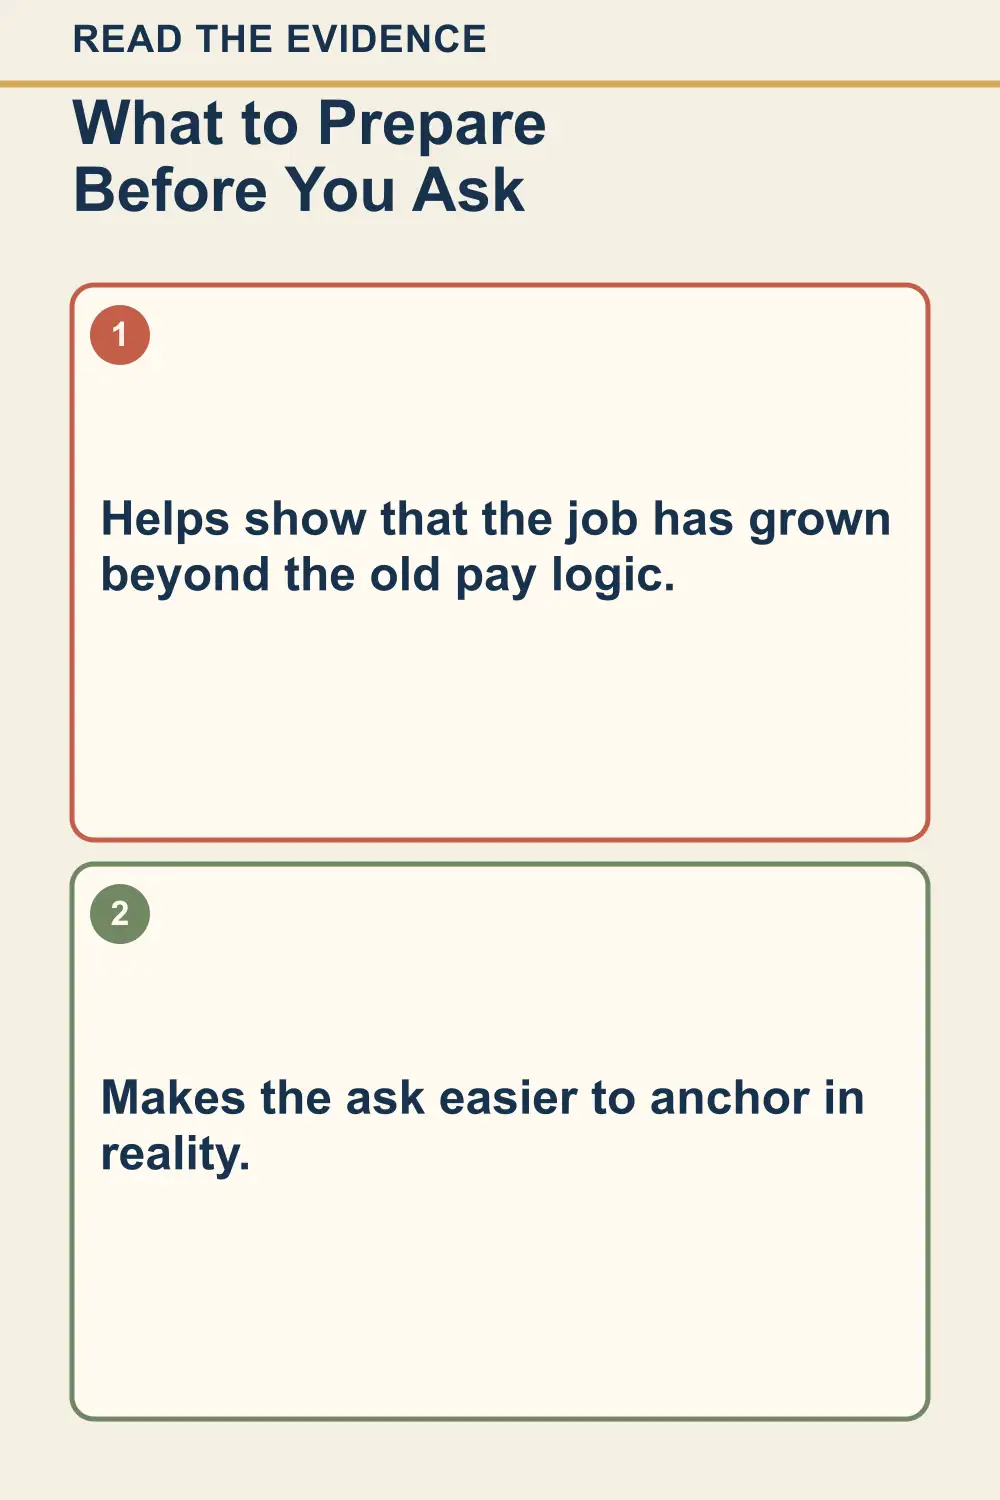 READ THE EVIDENCE
What to Prepare
Before You Ask
1
Helps show that the job has grown
beyond the old pay logic.
2
Makes the ask easier to anchor in
reality.